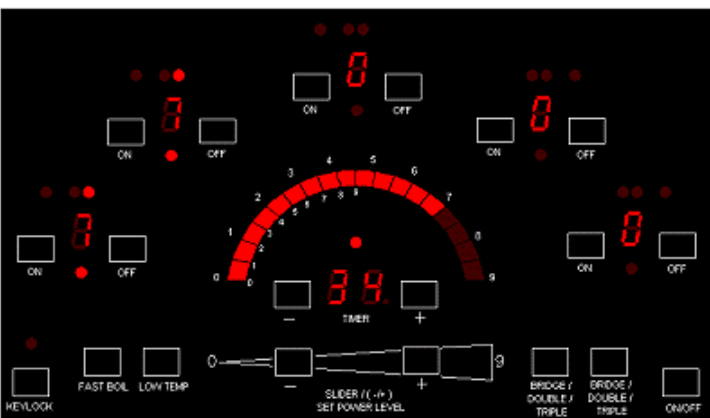 0
ON
OFF
7
ON
OFF
0
ON
OFF
7
ON
OFF
0
ON
OFF
0 1 2 3 4 5 6 7 8 9
0 1 2 3 4 5 6 7 8 9
34
−
TIMER
+
KEYLOCK
FAST BOIL
LOW TEMP
0
9
−
+
SLIDER / ( -/+ )
SET POWER LEVEL
BRIDGE /
DOUBLE /
TRIPLE
BRIDGE /
DOUBLE /
TRIPLE
ON/OFF